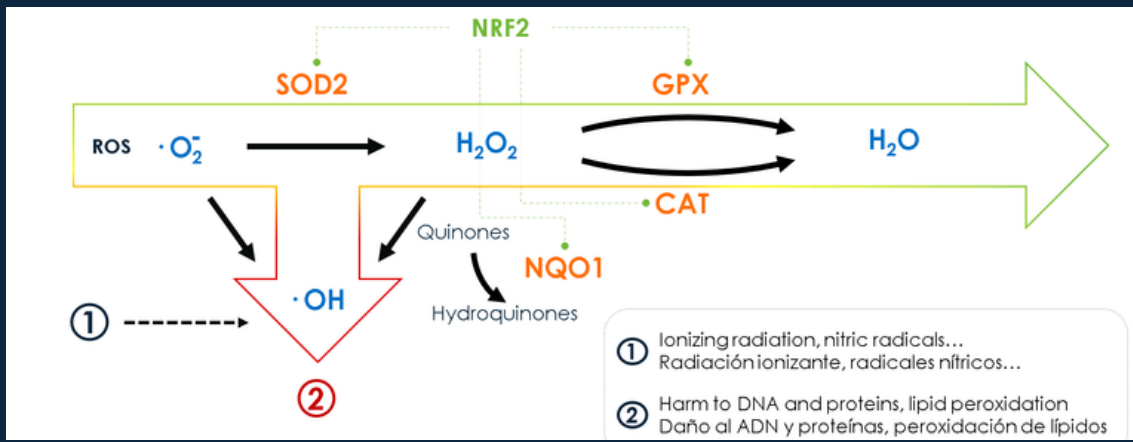 NRF2
SOD2
GPX
ROS
· O₂⁻
H₂O₂
H₂O
CAT
Quinones
NQO1
· OH
Hydroquinones
①
②
① Ionizing radiation, nitric radicals...
Radiación ionizante, radicales nítricos...
② Harm to DNA and proteins, lipid peroxidation
Daño al ADN y proteínas, peroxidación de lípidos